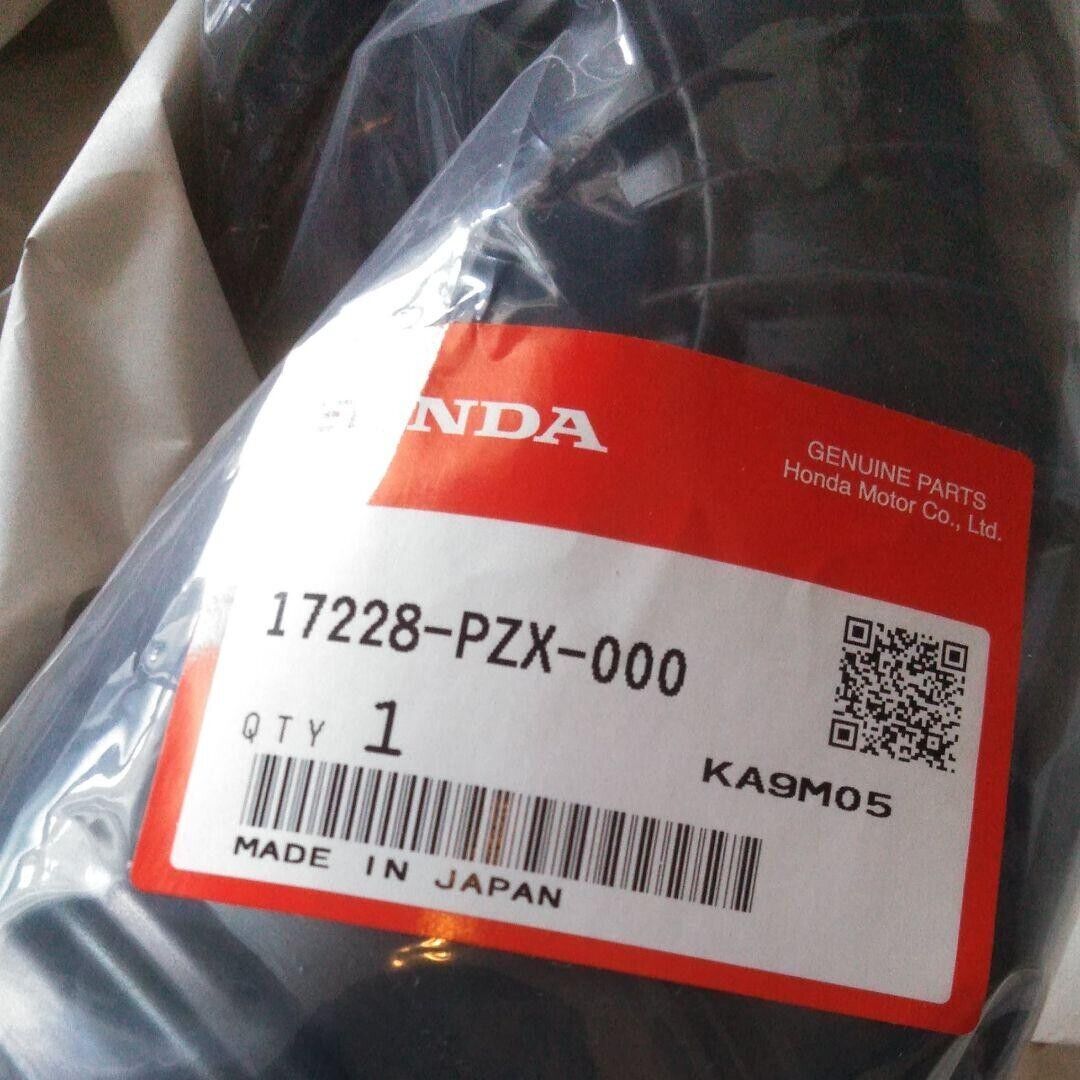 HONDA
GENUINE PARTS
Honda Motor Co., Ltd.
17228-PZX-000
QTY 1
KA9M05
MADE IN JAPAN